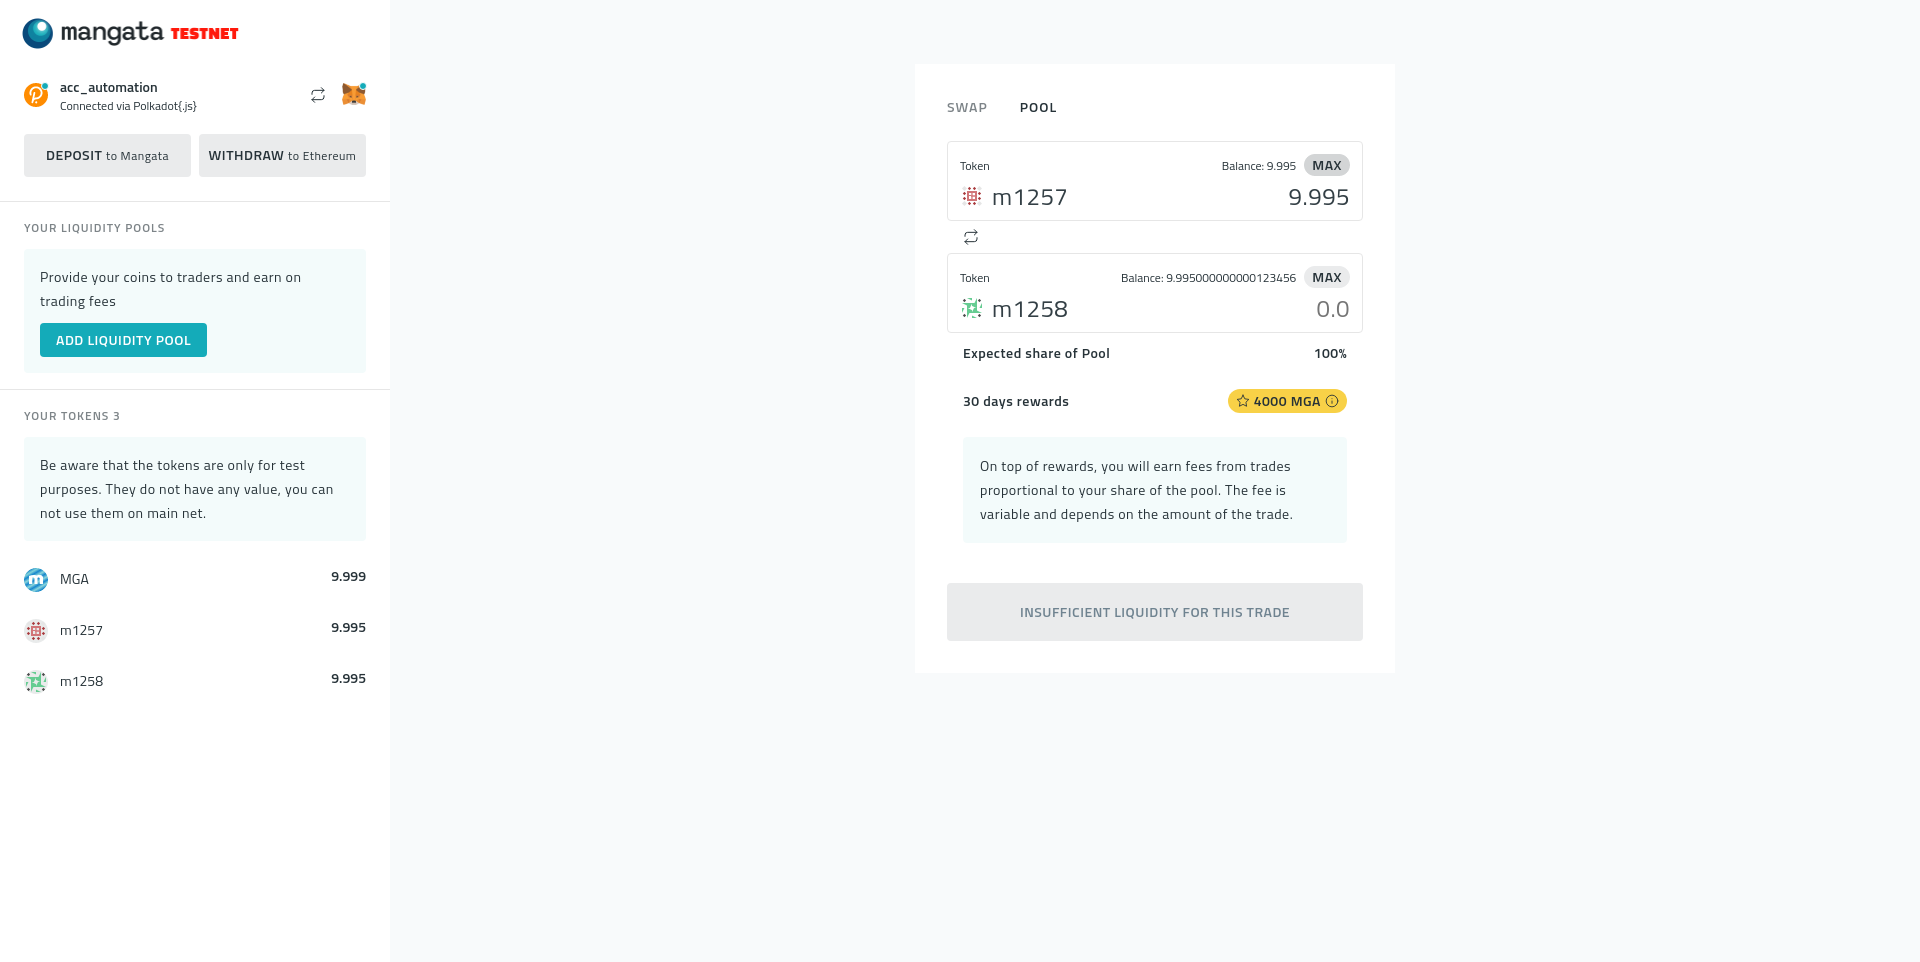 mangata TESTNET
acc_automation
Connected via Polkadot{.js}
DEPOSIT to Mangata
WITHDRAW to Ethereum
YOUR LIQUIDITY POOLS
Provide your coins to traders and earn on
trading fees
ADD LIQUIDITY POOL
YOUR TOKENS 3
Be aware that the tokens are only for test
purposes. They do not have any value, you can
not use them on main net.
MGA 9.999
m1257 9.995
m1258 9.995
SWAP POOL
Token Balance: 9.995 MAX
m1257 9.995
Token Balance: 9.995000000000123456 MAX
m1258 0.0
Expected share of Pool 100%
30 days rewards 4000 MGA
On top of rewards, you will earn fees from trades
proportional to your share of the pool. The fee is
variable and depends on the amount of the trade.
INSUFFICIENT LIQUIDITY FOR THIS TRADE